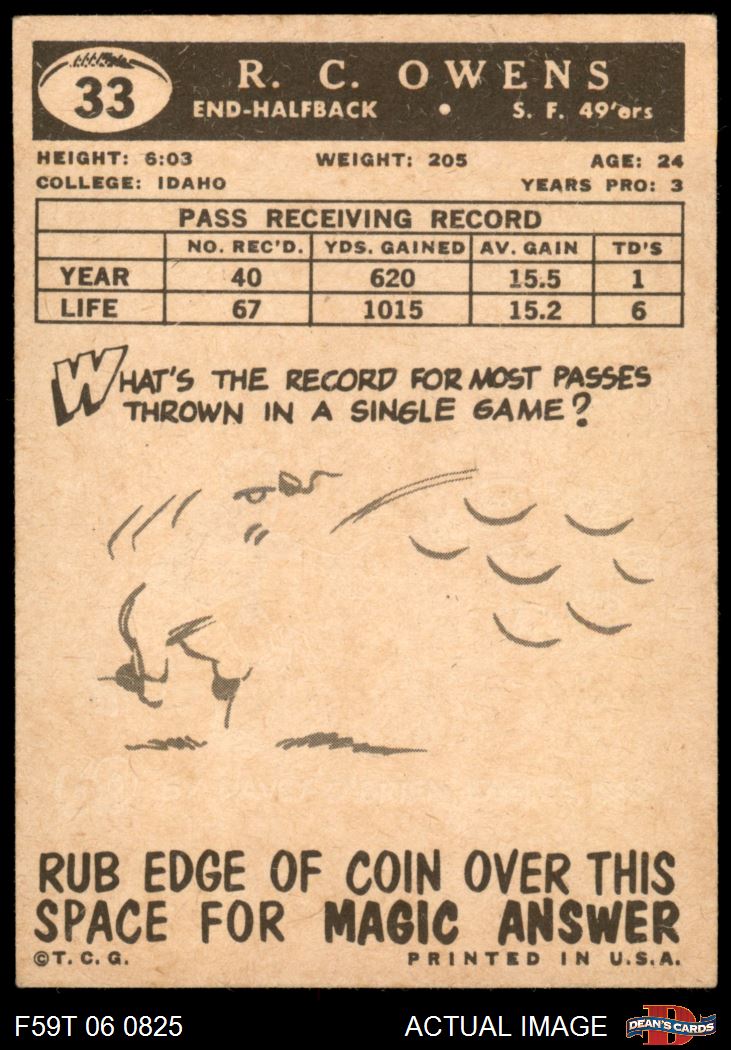 33
R. C. OWENS
END-HALFBACK • S. F. 49'ers
HEIGHT: 6:03 WEIGHT: 205 AGE: 24
COLLEGE: IDAHO YEARS PRO: 3
PASS RECEIVING RECORD
NO. REC'D. YDS. GAINED AV. GAIN TD'S
YEAR 40 620 15.5 1
LIFE 67 1015 15.2 6
WHAT'S THE RECORD FOR MOST PASSES
THROWN IN A SINGLE GAME?
RUB EDGE OF COIN OVER THIS
SPACE FOR MAGIC ANSWER
©T. C. G. PRINTED IN U.S.A.
F59T 06 0825 ACTUAL IMAGE DEAN'S CARDS